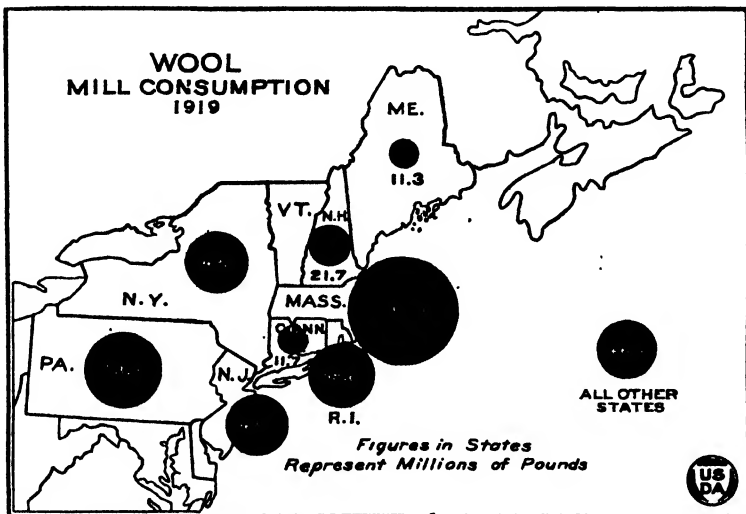 WOOL
MILL CONSUMPTION
1919
ME.
11.3
VT.
N.H.
21.7
N.Y.
MASS.
CONN.
11.7
PA.
N.J.
R.I.
ALL OTHER
STATES
Figures in States
Represent Millions of Pounds
US
DA